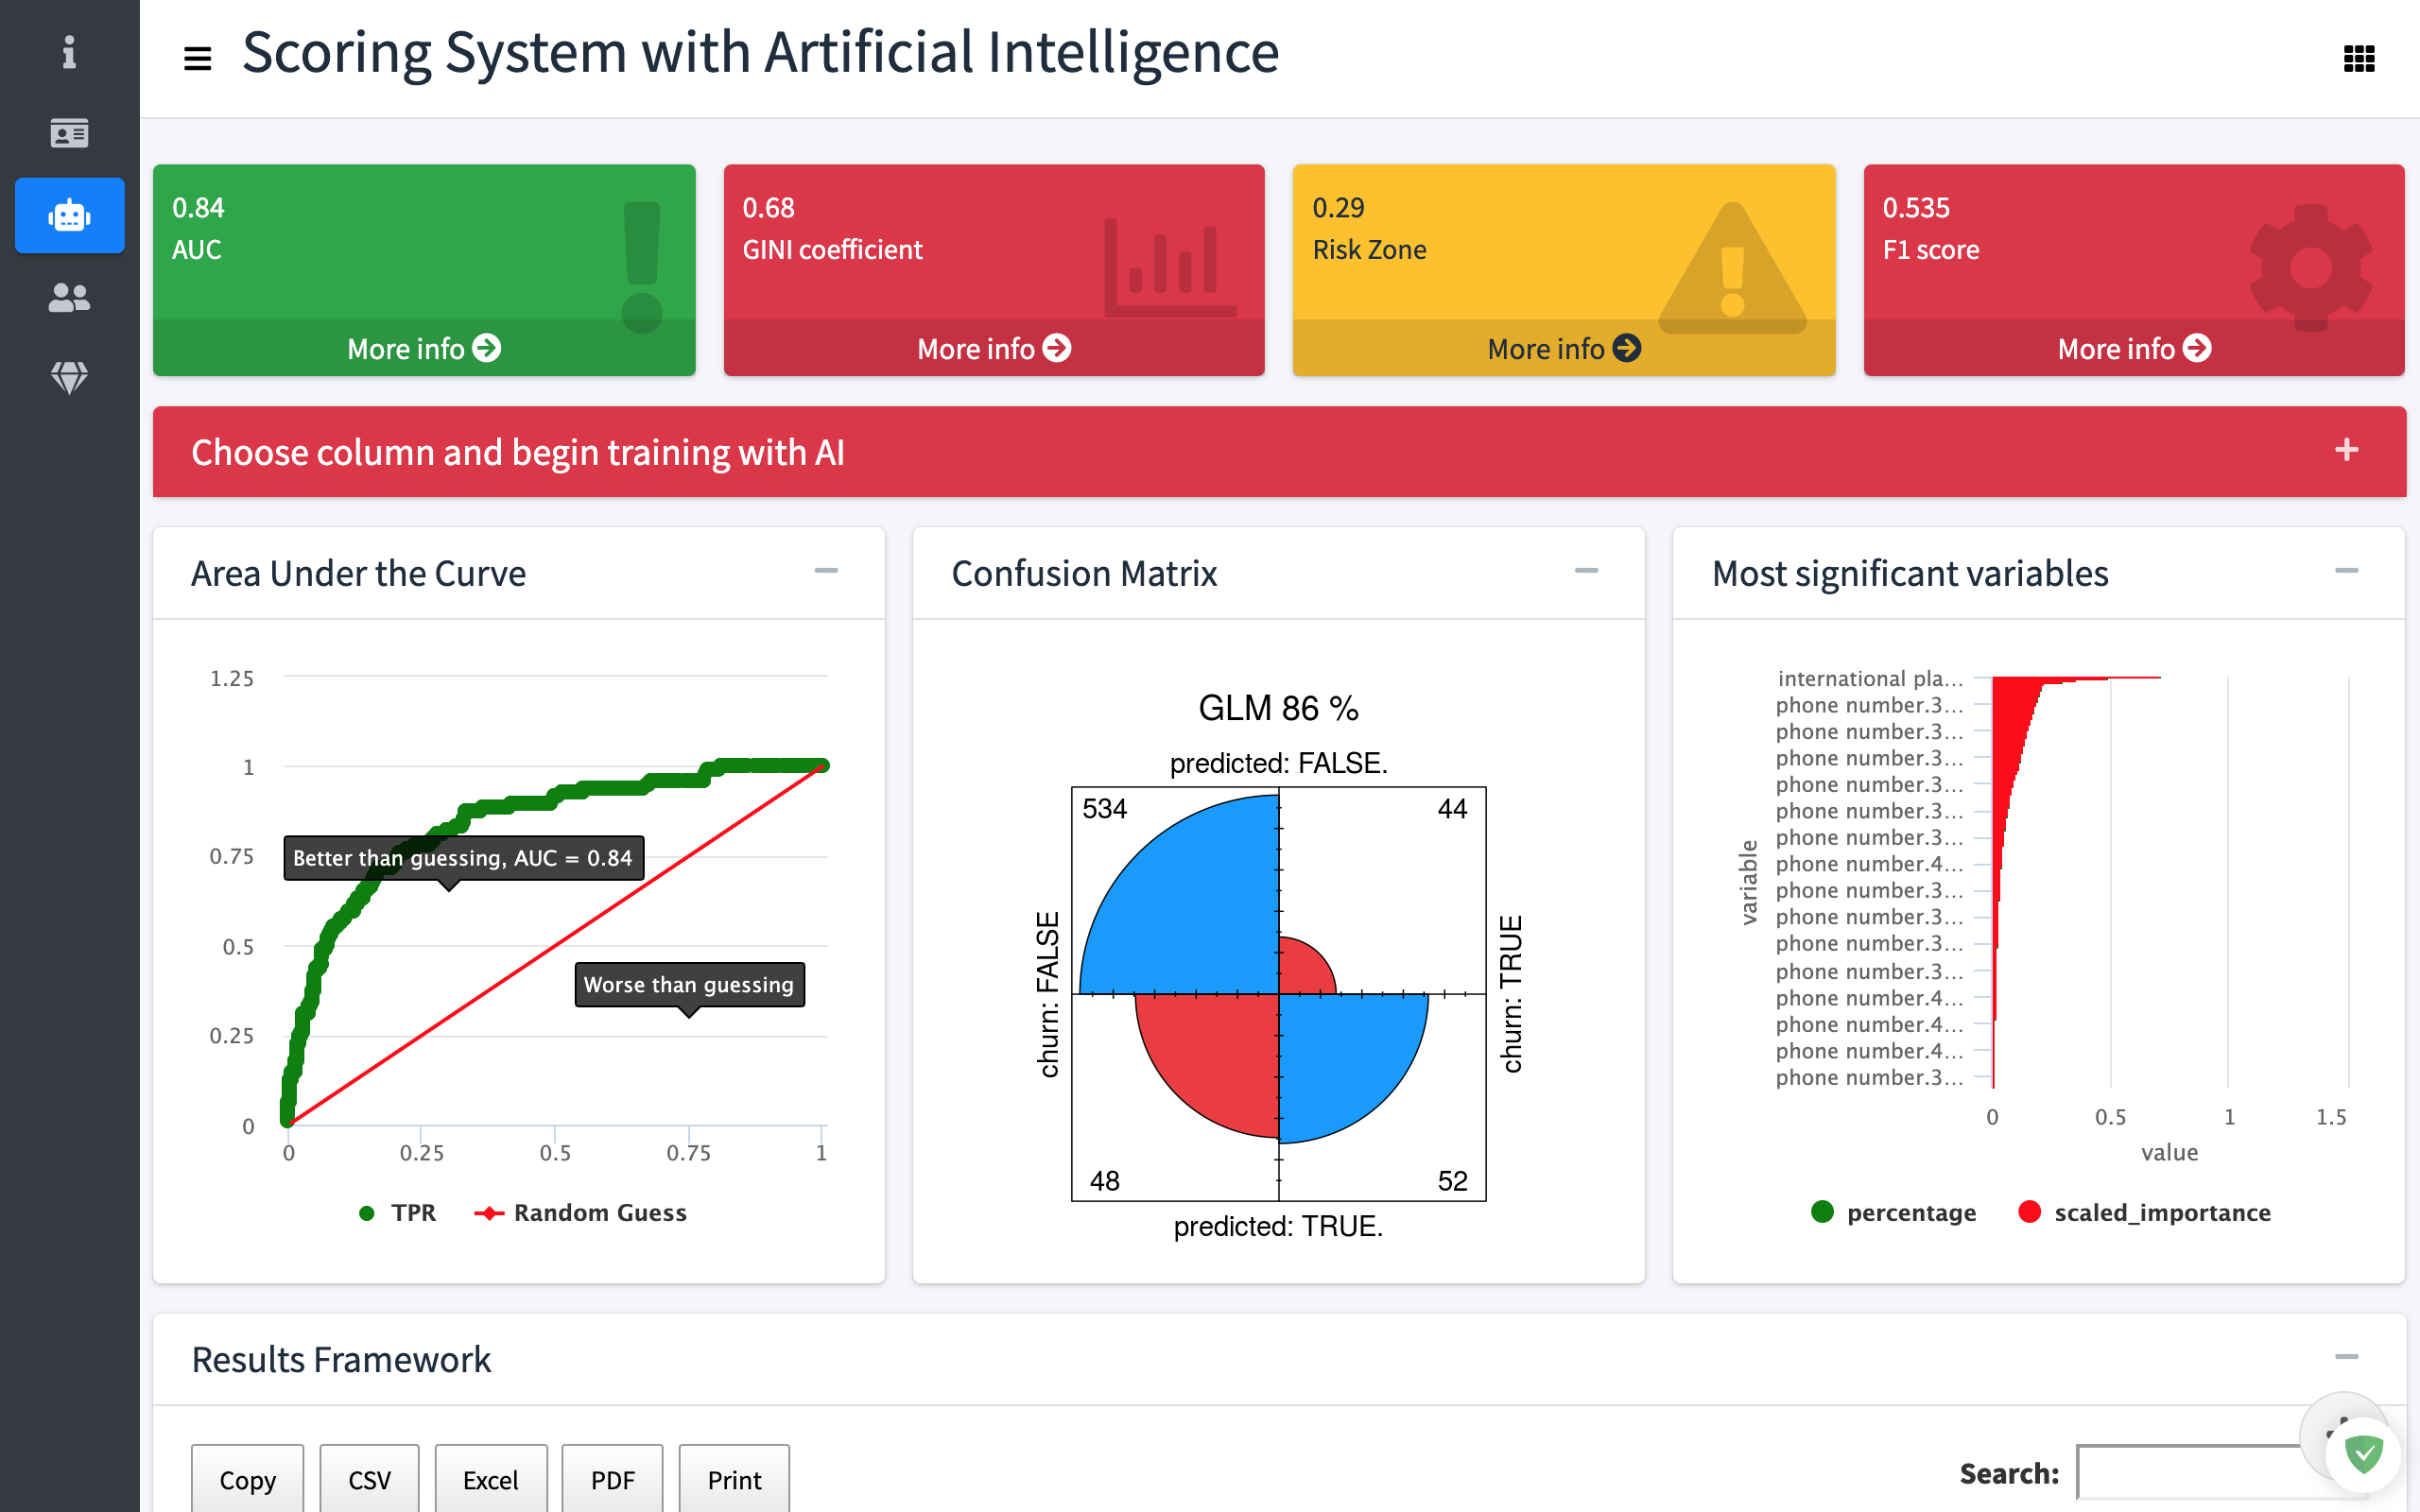 Scoring System with Artificial Intelligence
0.84
AUC
More info
0.68
GINI coefficient
More info
0.29
Risk Zone
More info
0.535
F1 score
More info
Choose column and begin training with AI
Area Under the Curve
1.25
1
0.75
0.5
0.25
0
Better than guessing, AUC = 0.84
Worse than guessing
0 0.25 0.5 0.75 1
TPR Random Guess
Confusion Matrix
GLM 86 %
predicted: FALSE.
534 44
churn: FALSE
churn: TRUE
48 52
predicted: TRUE.
Most significant variables
variable
international pla...
phone number.3...
phone number.3...
phone number.3...
phone number.3...
phone number.3...
phone number.3...
phone number.4...
phone number.3...
phone number.3...
phone number.3...
phone number.3...
phone number.4...
phone number.4...
phone number.4...
phone number.3...
0 0.5 1 1.5
value
percentage scaled_importance
Results Framework
Copy CSV Excel PDF Print
Search: